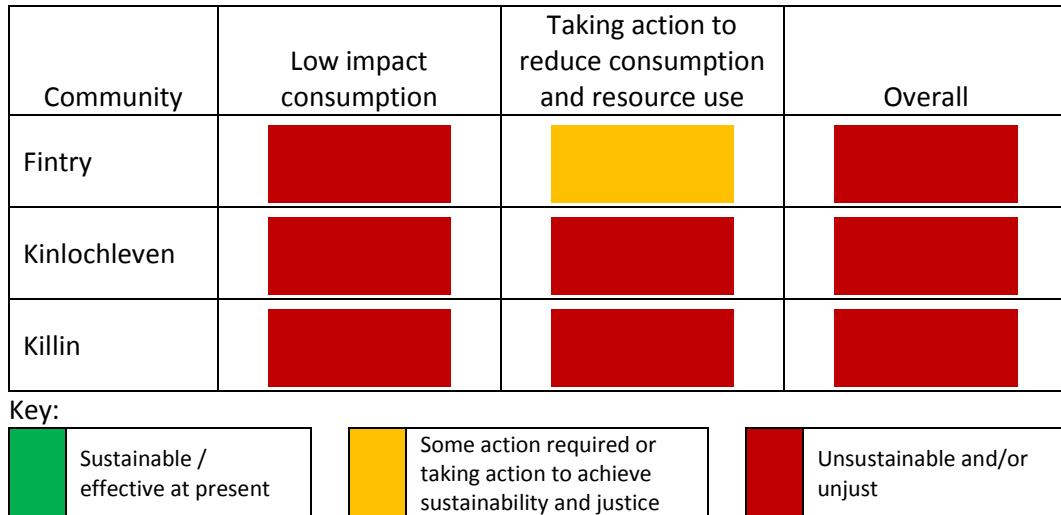 Community
Low impact
consumption
Taking action to
reduce consumption
and resource use
Overall
Fintry
Kinlochleven
Killin
Key:
Sustainable /
effective at present
Some action required or
taking action to achieve
sustainability and justice
Unsustainable and/or
unjust